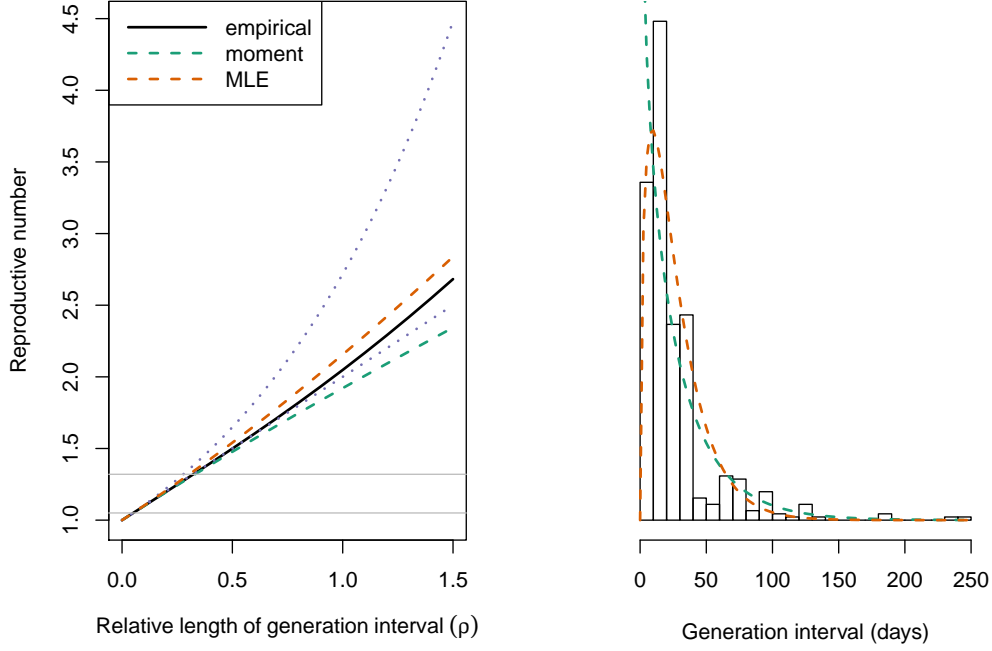 empirical
moment
MLE
4.5
4.0
3.5
3.0
2.5
2.0
1.5
1.0
Reproductive number
0.0 0.5 1.0 1.5
Relative length of generation interval (ρ)
0 50 100 150 200 250
Generation interval (days)